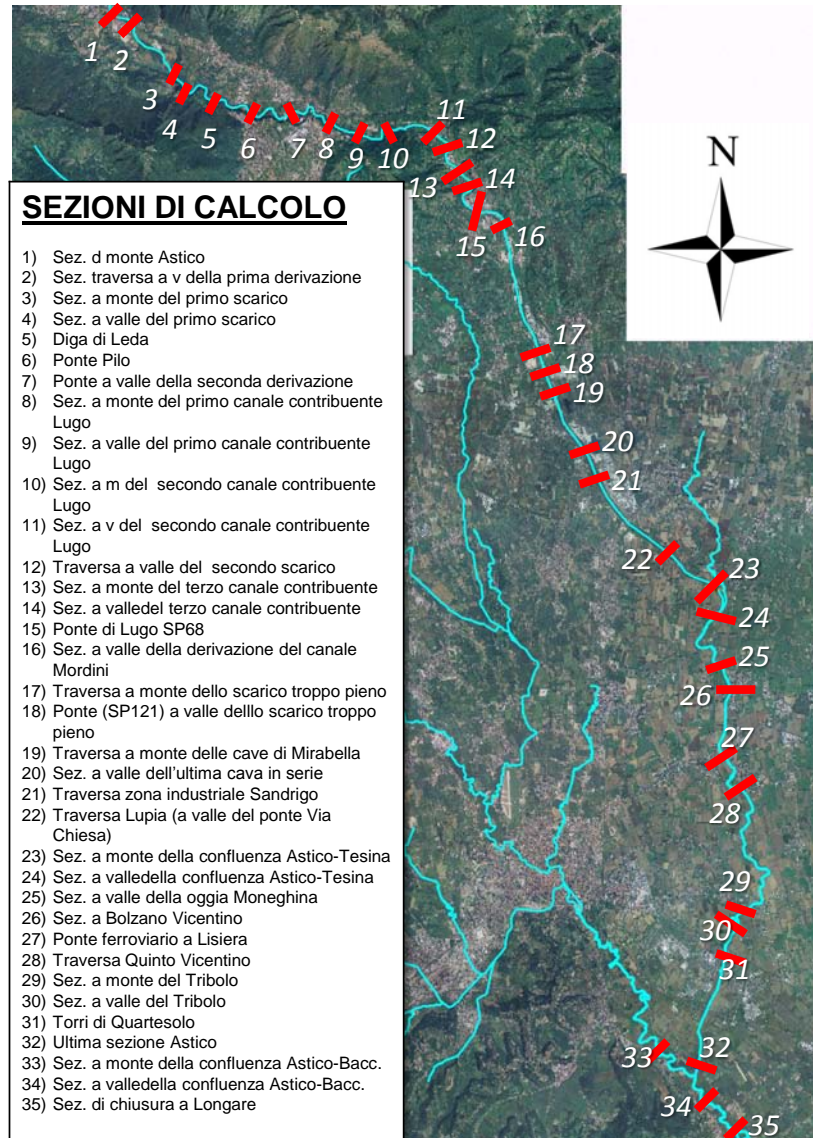 1
2
3
4
5
6
7
8
9
10
11
12
13
14
15
16
17
18
19
20
21
22
23
24
25
26
27
28
29
30
31
32
33
34
35
N
SEZIONI DI CALCOLO
1) Sez. d monte Astico
2) Sez. traversa a v della prima derivazione
3) Sez. a monte del primo scarico
4) Sez. a valle del primo scarico
5) Diga di Leda
6) Ponte Pilo
7) Ponte a valle della seconda derivazione
8) Sez. a monte del primo canale contribuente
Lugo
9) Sez. a valle del primo canale contribuente
Lugo
10) Sez. a m del secondo canale contribuente
Lugo
11) Sez. a v del secondo canale contribuente
Lugo
12) Traversa a valle del secondo scarico
13) Sez. a monte del terzo canale contribuente
14) Sez. a valledel terzo canale contribuente
15) Ponte di Lugo SP68
16) Sez. a valle della derivazione del canale
Mordini
17) Traversa a monte dello scarico troppo pieno
18) Ponte (SP121) a valle delllo scarico troppo
pieno
19) Traversa a monte delle cave di Mirabella
20) Sez. a valle dell'ultima cava in serie
21) Traversa zona industriale Sandrigo
22) Traversa Lupia (a valle del ponte Via
Chiesa)
23) Sez. a monte della confluenza Astico-Tesina
24) Sez. a valledella confluenza Astico-Tesina
25) Sez. a valle della oggia Moneghina
26) Sez. a Bolzano Vicentino
27) Ponte ferroviario a Lisiera
28) Traversa Quinto Vicentino
29) Sez. a monte del Tribolo
30) Sez. a valle del Tribolo
31) Torri di Quartesolo
32) Ultima sezione Astico
33) Sez. a monte della confluenza Astico-Bacc.
34) Sez. a valledella confluenza Astico-Bacc.
35) Sez. di chiusura a Longare